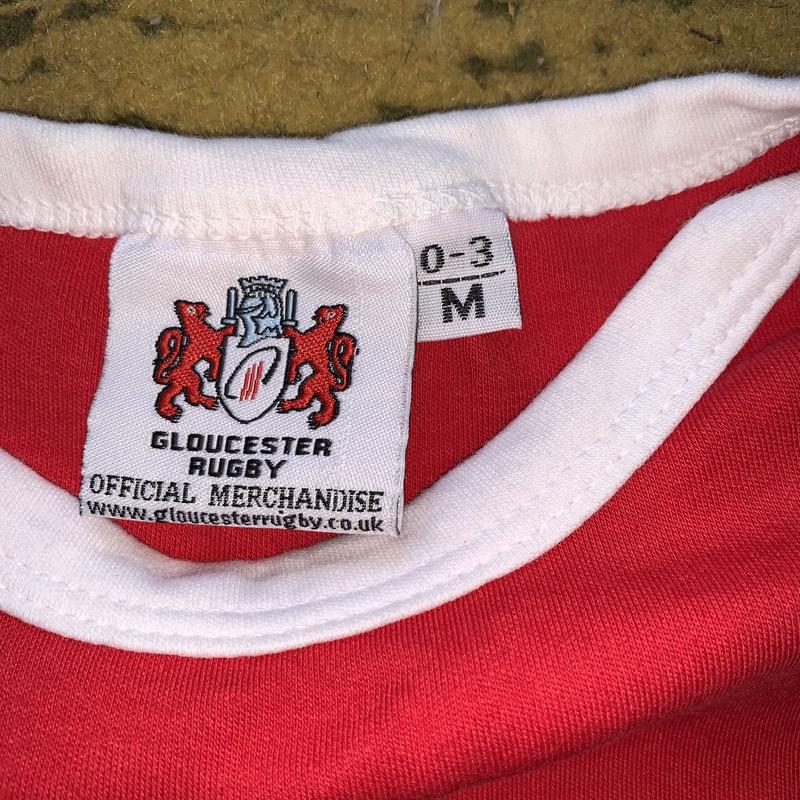 0-3
M
GLOUCESTER
RUGBY
OFFICIAL MERCHANDISE
www.gloucesterrugby.co.uk